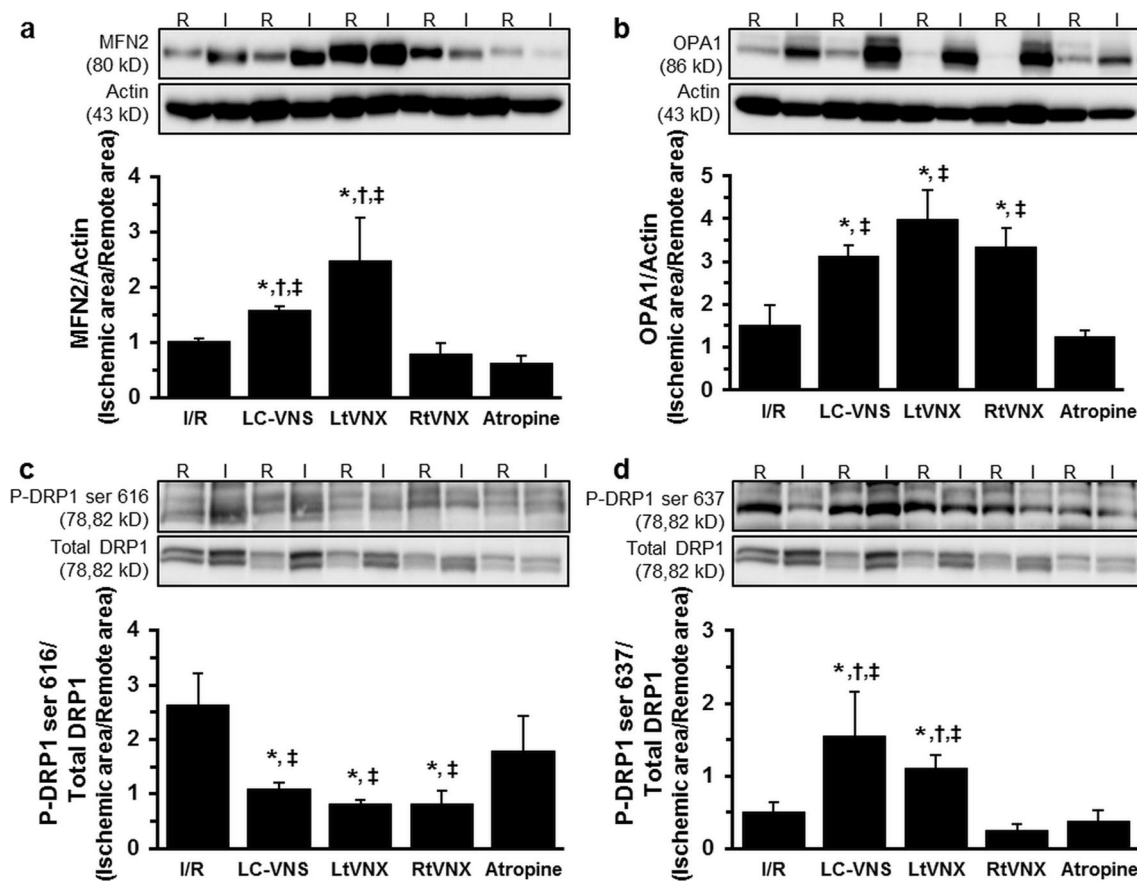 a
R I R I R I R I R I
MFN2
(80 kD)
Actin
(43 kD)
MFN2/Actin
(Ischemic area/Remote area)
4
3
2
1
0
*,†,‡
*,†,‡
I/R LC-VNS LtVNX RtVNX Atropine
b
R I R I R I R I R I
OPA1
(86 kD)
Actin
(43 kD)
OPA1/Actin
(Ischemic area/Remote area)
5
4
3
2
1
0
*, ‡
*, ‡
*, ‡
I/R LC-VNS LtVNX RtVNX Atropine
c
R I R I R I R I R I
P-DRP1 ser 616
(78,82 kD)
Total DRP1
(78,82 kD)
P-DRP1 ser 616/
Total DRP1
(Ischemic area/Remote area)
4
3
2
1
0
*, ‡
*, ‡
*, ‡
I/R LC-VNS LtVNX RtVNX Atropine
d
R I R I R I R I R I
P-DRP1 ser 637
(78,82 kD)
Total DRP1
(78,82 kD)
P-DRP1 ser 637/
Total DRP1
(Ischemic area/Remote area)
3
2
1
0
*,†,‡
*,†,‡
I/R LC-VNS LtVNX RtVNX Atropine